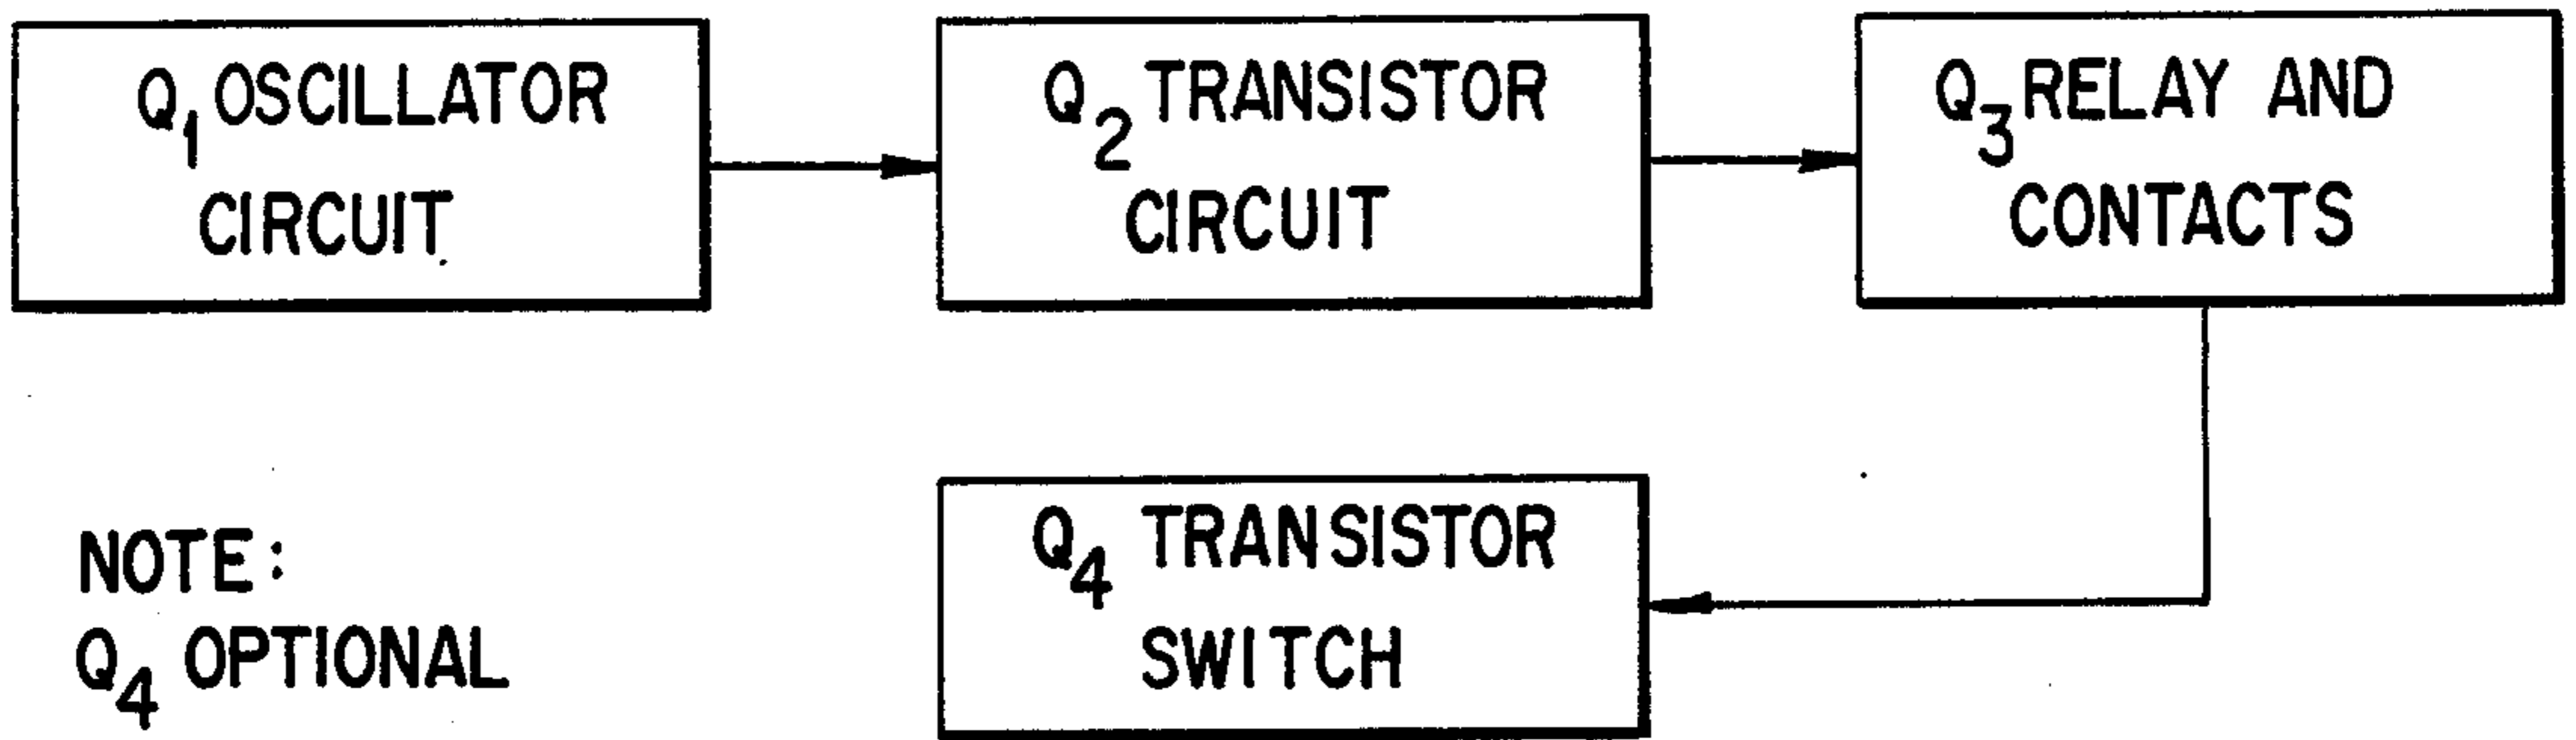 Q1 OSCILLATOR
CIRCUIT
Q2 TRANSISTOR
CIRCUIT
Q3 RELAY AND
CONTACTS
Q4 TRANSISTOR
SWITCH
NOTE:
Q4 OPTIONAL